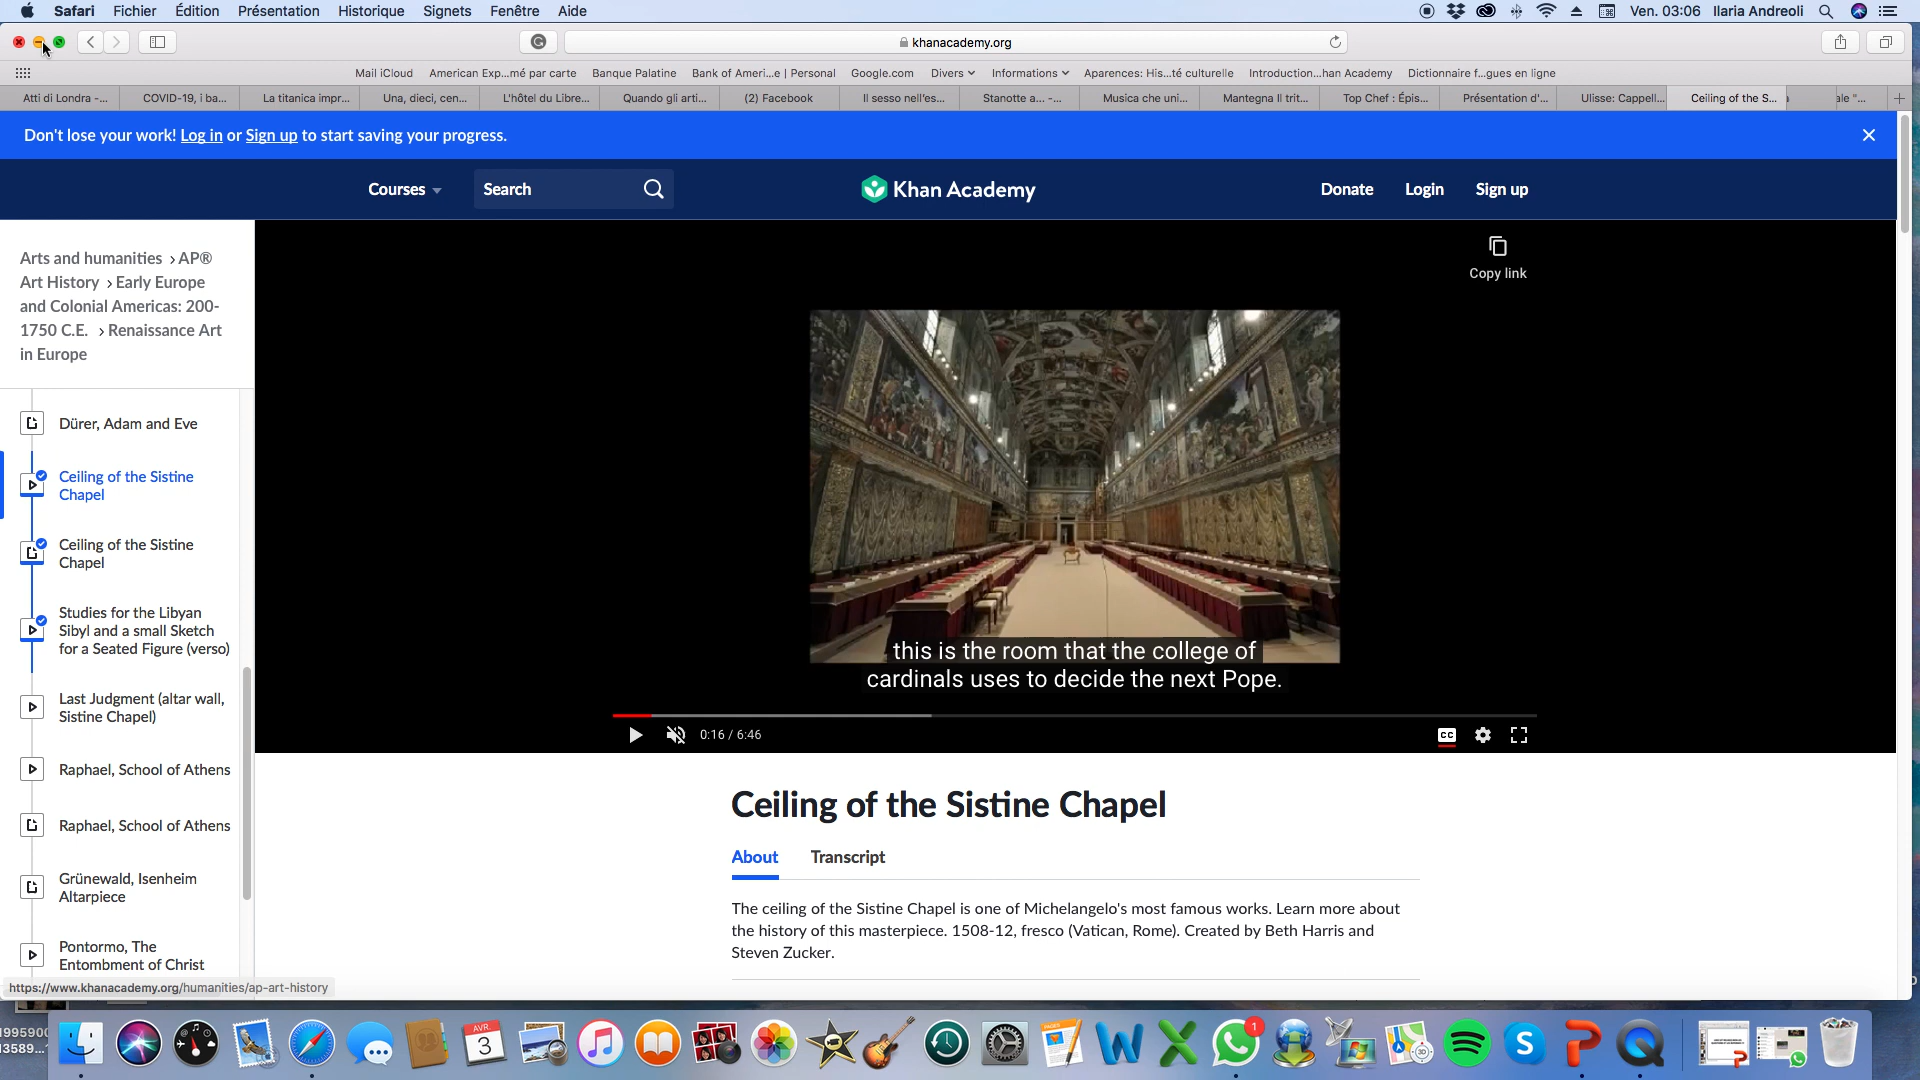 Safari Fichier Édition Présentation Historique Signets Fenêtre Aide Ven. 03:06 Ilaria Andreoli
khanacademy.org
Mail iCloud American Exp...mé par carte Banque Palatine Bank of Ameri...e | Personal Google.com Divers Informations Aparences: His...té culturelle Introduction...han Academy Dictionnaire f...gues en ligne
Atti di Londra -... COVID-19, i ba... La titanica impr... Una, dieci, cen... L'hôtel du Libre... Quando gli arti... (2) Facebook Il sesso nell'es... Stanotte a... -... Musica che uni... Mantegna Il trit... Top Chef : Épis... Présentation d'... Ulisse: Cappell... Ceiling of the S... ale "...
Don't lose your work! Log in or Sign up to start saving your progress.
Courses Search Khan Academy Donate Login Sign up
Arts and humanities › AP®
Art History › Early Europe
and Colonial Americas: 200-
1750 C.E. › Renaissance Art
in Europe
Dürer, Adam and Eve
Ceiling of the Sistine
Chapel
Ceiling of the Sistine
Chapel
Studies for the Libyan
Sibyl and a small Sketch
for a Seated Figure (verso)
Last Judgment (altar wall,
Sistine Chapel)
Raphael, School of Athens
Raphael, School of Athens
Grünewald, Isenheim
Altarpiece
Pontormo, The
Entombment of Christ
https://www.khanacademy.org/humanities/ap-art-history
Copy link
this is the room that the college of
cardinals uses to decide the next Pope.
0:16 / 6:46
CC
Ceiling of the Sistine Chapel
About Transcript
The ceiling of the Sistine Chapel is one of Michelangelo's most famous works. Learn more about
the history of this masterpiece. 1508-12, fresco (Vatican, Rome). Created by Beth Harris and
Steven Zucker.
AVR.
3
PAGES
3D
1